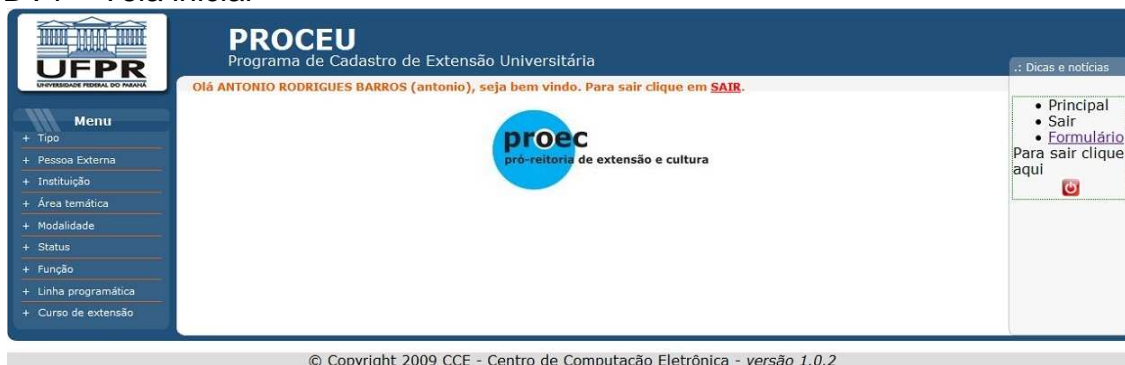 UFPR
UNIVERSIDADE FEDERAL DO PARANÁ
PROCEU
Programa de Cadastro de Extensão Universitária
Olá ANTONIO RODRIGUES BARROS (antonio), seja bem vindo. Para sair clique em SAIR.
Menu
+ Tipo
+ Pessoa Externa
+ Instituição
+ Área temática
+ Modalidade
+ Status
+ Função
+ Linha programática
+ Curso de extensão
proec
pró-reitoria de extensão e cultura
.: Dicas e notícias
• Principal
• Sair
• Formulário
Para sair clique
aqui
© Copyright 2009 CCE - Centro de Computação Eletrônica - versão 1.0.2